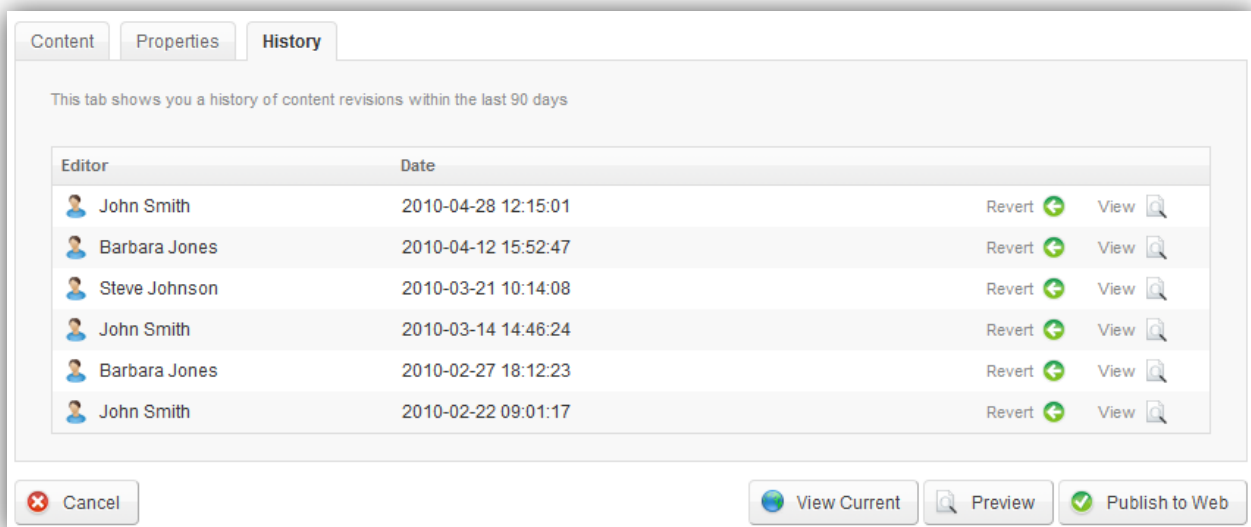 Content Properties History
This tab shows you a history of content revisions within the last 90 days
Editor Date
John Smith 2010-04-28 12:15:01 Revert View
Barbara Jones 2010-04-12 15:52:47 Revert View
Steve Johnson 2010-03-21 10:14:08 Revert View
John Smith 2010-03-14 14:46:24 Revert View
Barbara Jones 2010-02-27 18:12:23 Revert View
John Smith 2010-02-22 09:01:17 Revert View
Cancel View Current Preview Publish to Web